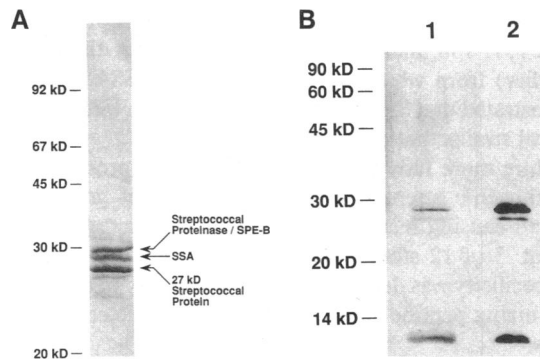 A
92 kD
67 kD
45 kD
30 kD
20 kD
Streptococcal
Proteinase / SPE-B
SSA
27 kD
Streptococcal
Protein
B
1 2
90 kD
60 kD
45 kD
30 kD
20 kD
14 kD